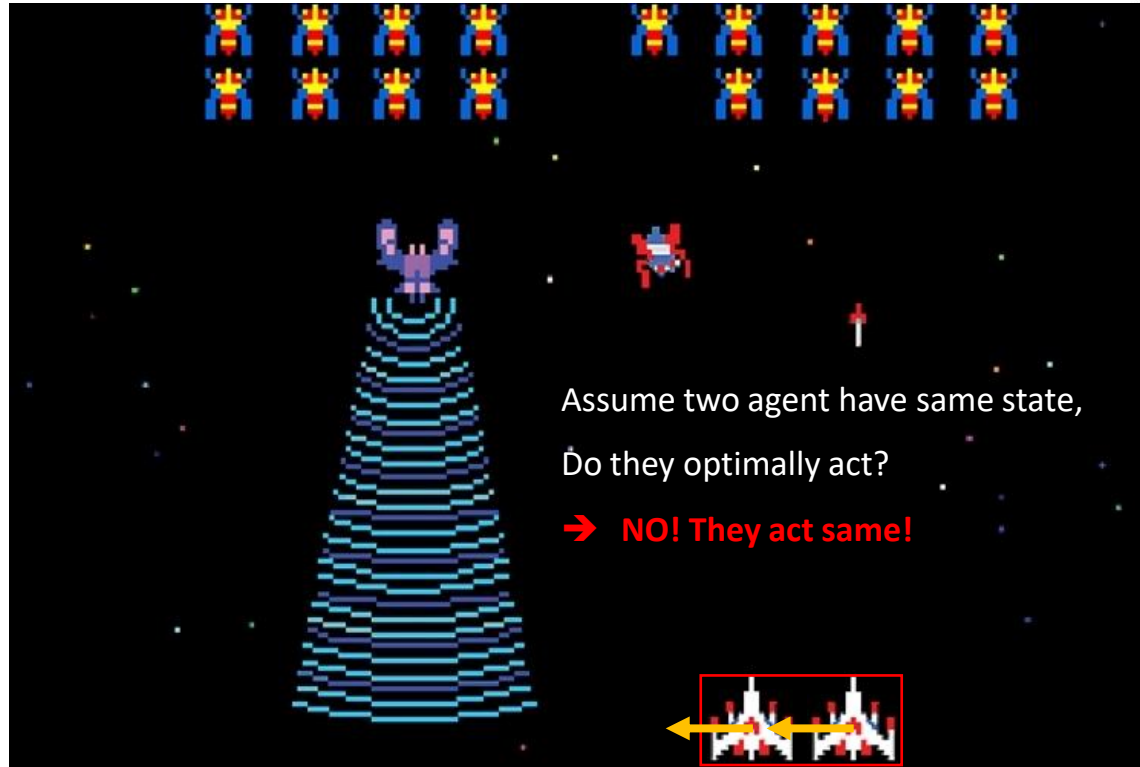 Assume two agent have same state,
Do they optimally act?
➔ NO! They act same!